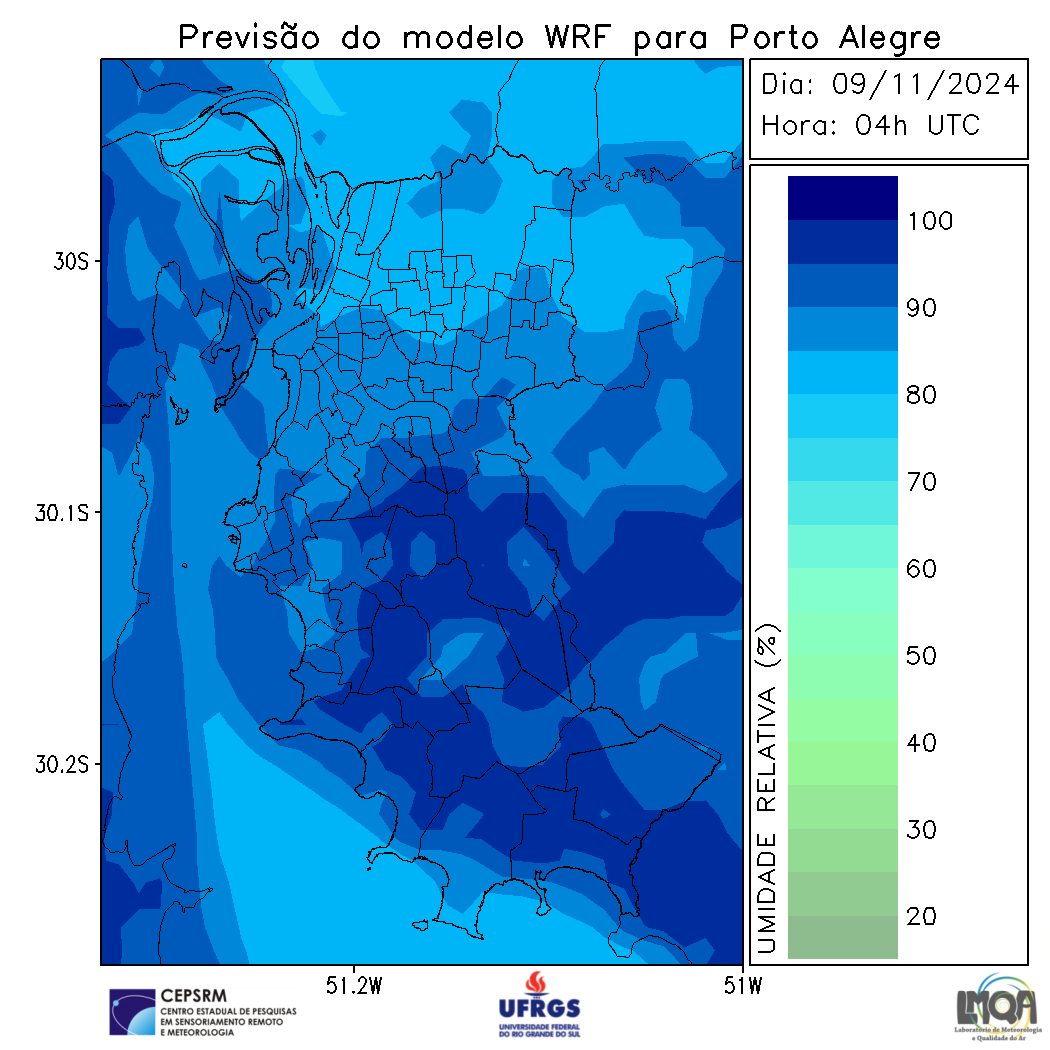 Previsão do modelo WRF para Porto Alegre
Dia: 09/11/2024
Hora: 04h UTC
100
90
80
70
60
50
40
30
20
UMIDADE RELATIVA (%)
30S
30.1S
30.2S
51.2W
51W
CEPSRM
CENTRO ESTADUAL DE PESQUISAS
EM SENSORIAMENTO REMOTO
E METEOROLOGIA
UFRGS
UNIVERSIDADE FEDERAL
DO RIO GRANDE DO SUL
LMQA
Laboratório de Meteorologia
e Qualidade do Ar